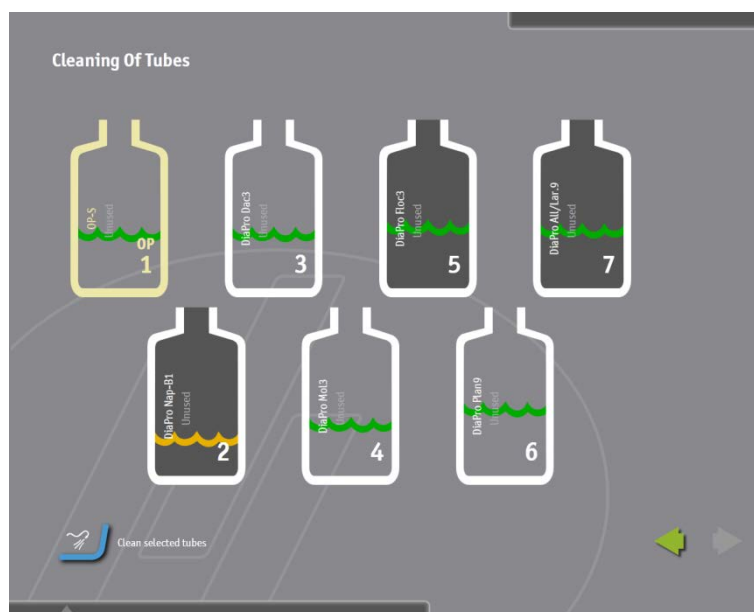 Cleaning Of Tubes
OP-S
Unused
OP
1
DiaPro Dac3
Unused
3
DiaPro Floc3
Unused
5
DiaPro All/Lar.9
Unused
7
DiaPro Nap-B1
Unused
2
DiaPro Mol3
Unused
4
DiaPro Plan9
Unused
6
Clean selected tubes